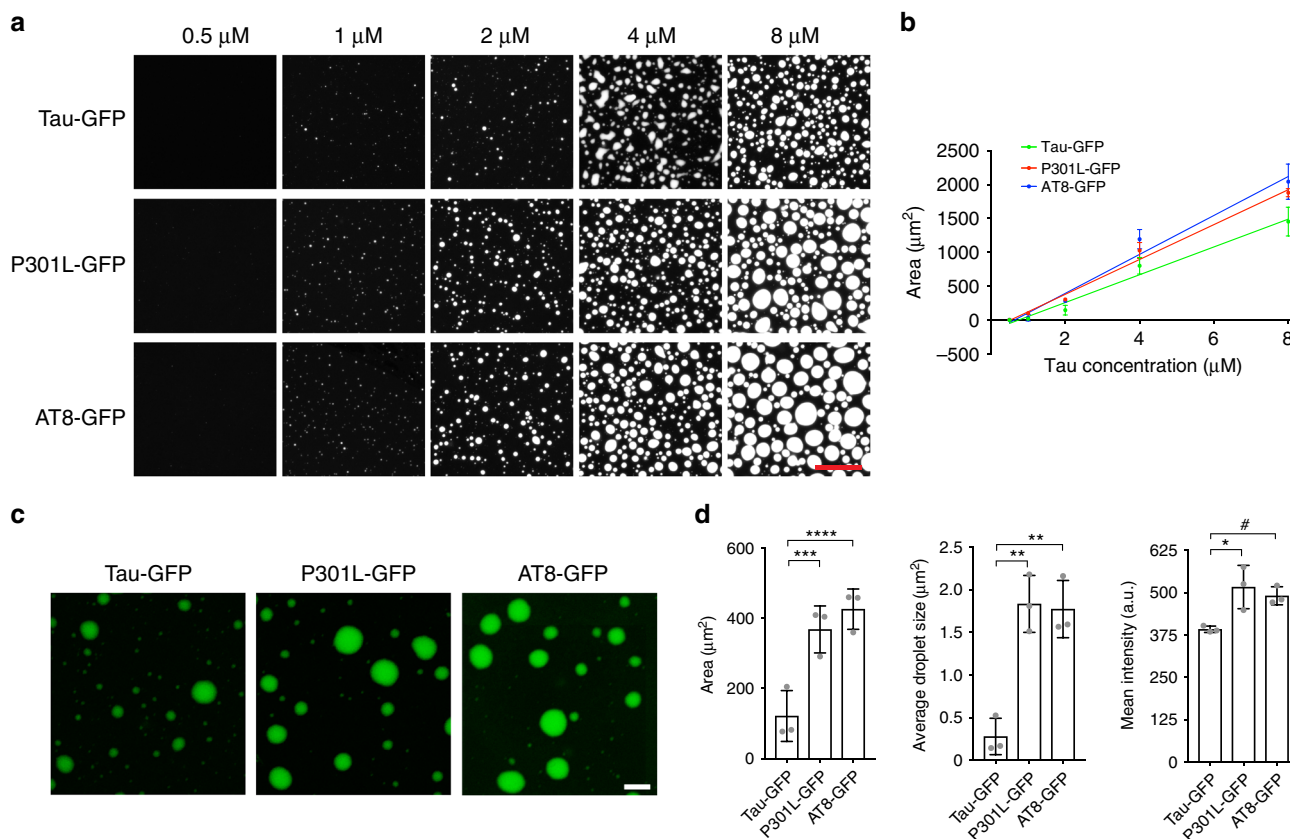 a
0.5 μM 1 μM 2 μM 4 μM 8 μM
Tau-GFP
P301L-GFP
AT8-GFP
b
Tau-GFP
P301L-GFP
AT8-GFP
2500
2000
1500
1000
500
0
−500
Area (μm²)
2 4 6 8
Tau concentration (μM)
c
Tau-GFP P301L-GFP AT8-GFP
d
****
***
600
400
200
0
Area (μm²)
Tau-GFP
P301L-GFP
AT8-GFP
**
**
2.5
2.0
1.5
1.0
0.5
0
Average droplet size (μm²)
Tau-GFP
P301L-GFP
AT8-GFP
#
*
625
500
375
250
125
0
Mean intensity (a.u.)
Tau-GFP
P301L-GFP
AT8-GFP